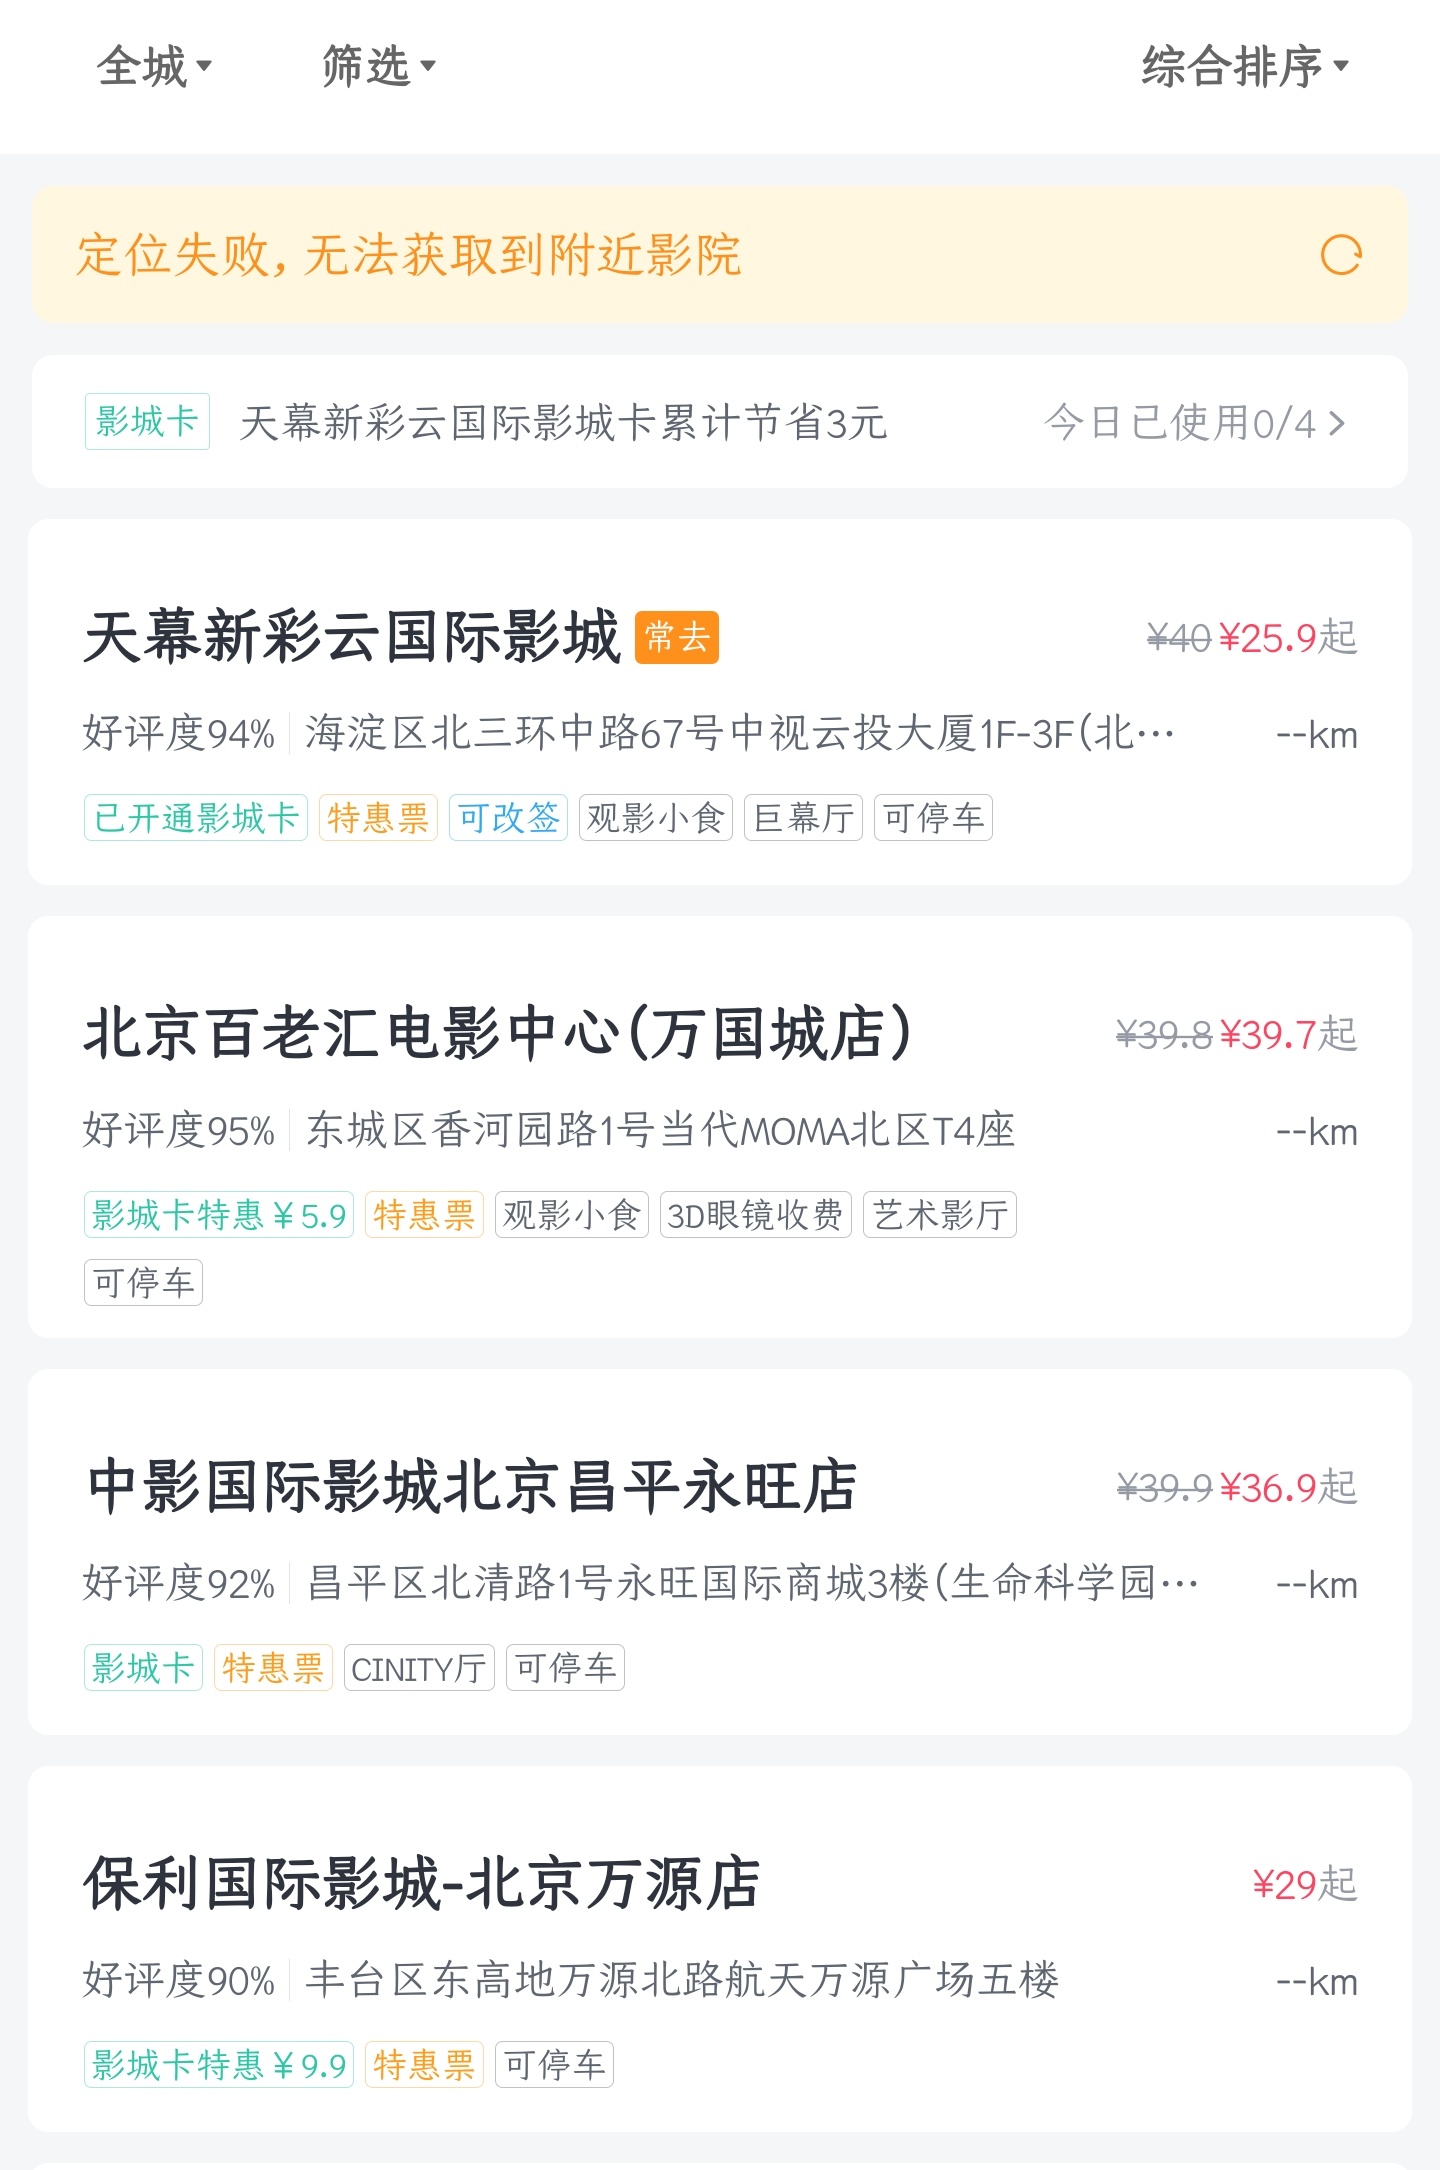 全城 筛选 综合排序
定位失败，无法获取到附近影院
影城卡 天幕新彩云国际影城卡累计节省3元 今日已使用0/4
天幕新彩云国际影城 常去 ¥40 ¥25.9起
好评度94% 海淀区北三环中路67号中视云投大厦1F-3F(北… --km
已开通影城卡 特惠票 可改签 观影小食 巨幕厅 可停车
北京百老汇电影中心(万国城店) ¥39.8 ¥39.7起
好评度95% 东城区香河园路1号当代MOMA北区T4座 --km
影城卡特惠￥5.9 特惠票 观影小食 3D眼镜收费 艺术影厅
可停车
中影国际影城北京昌平永旺店 ¥39.9 ¥36.9起
好评度92% 昌平区北清路1号永旺国际商城3楼(生命科学园… --km
影城卡 特惠票 CINITY厅 可停车
保利国际影城-北京万源店 ¥29起
好评度90% 丰台区东高地万源北路航天万源广场五楼 --km
影城卡特惠￥9.9 特惠票 可停车